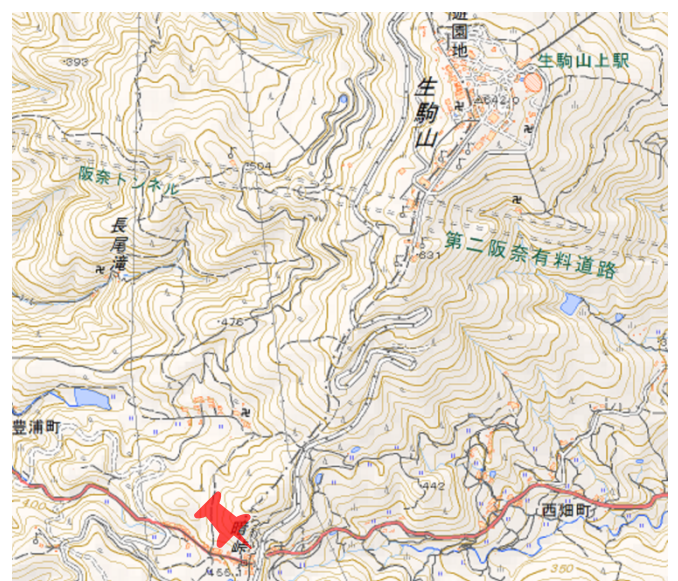 遊園地
生駒山上駅
・393
642.0
生駒山
504
阪奈トンネル
長尾滝
第二阪奈有料道路
631
・476
豊浦町
・442
西畑町
400
暗峠
455.1
350